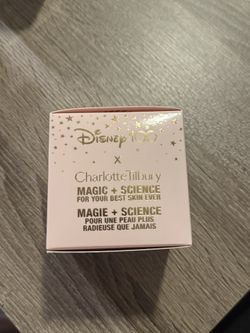 Disney 100
x
Charlotte Tilbury
MAGIC + SCIENCE
FOR YOUR BEST SKIN EVER
MAGIE + SCIENCE
POUR UNE PEAU PLUS
RADIEUSE QUE JAMAIS